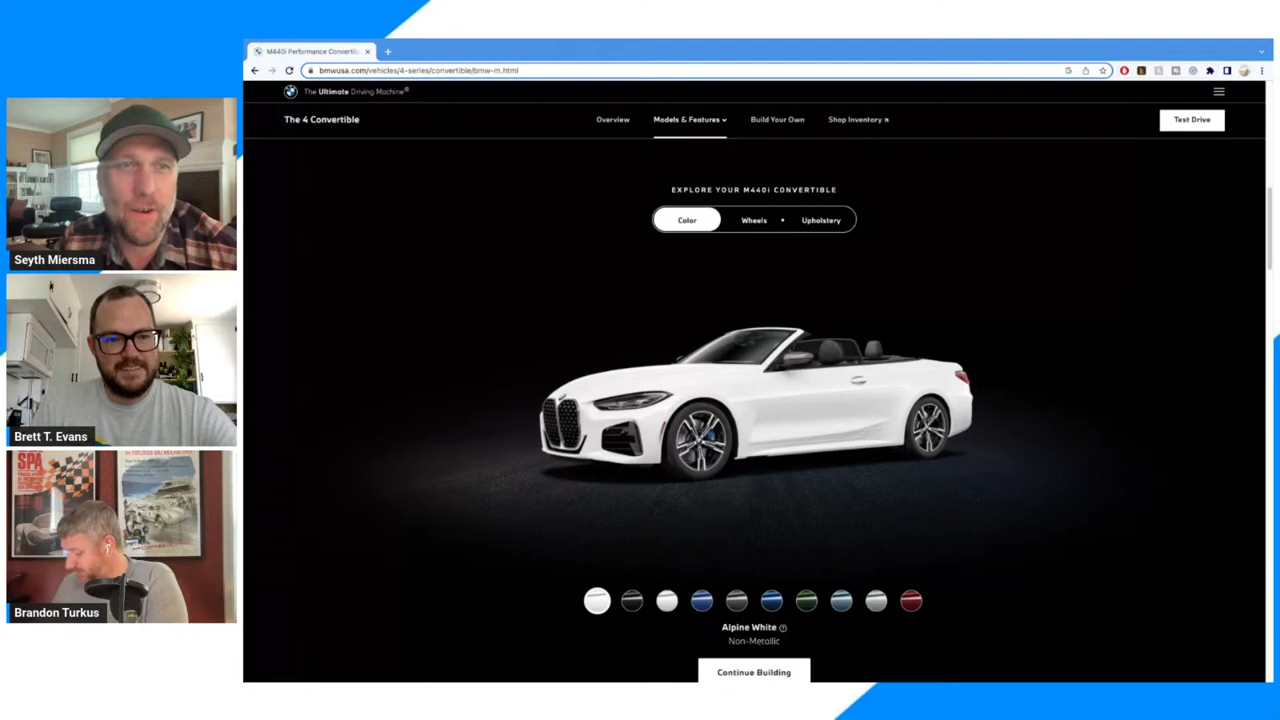 M440i Performance Convertib
bmwusa.com/vehicles/4-series/convertible/bmw-m.html
The Ultimate Driving Machine®
The 4 Convertible
Overview
Models & Features
Build Your Own
Shop Inventory
Test Drive
EXPLORE YOUR M440i CONVERTIBLE
Color
Wheels
Upholstery
Alpine White
Non-Metallic
Continue Building
Seyth Miersma
Brett T. Evans
SPA
Brandon Turkus